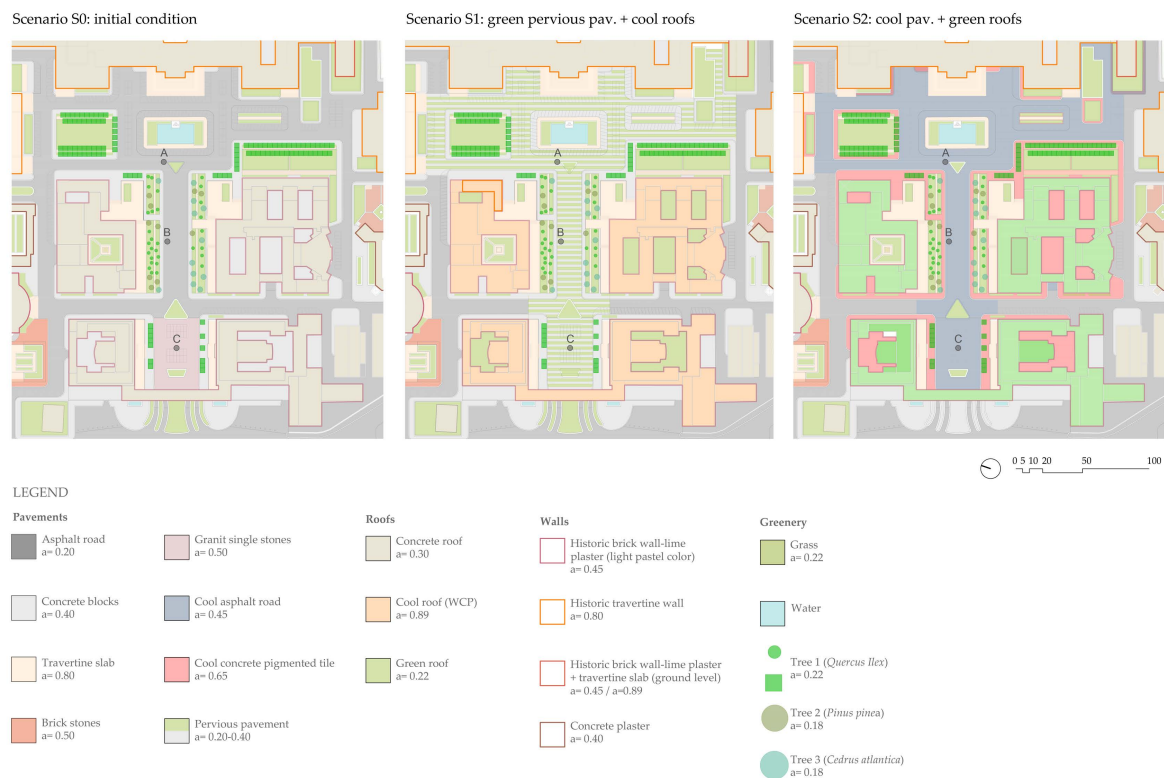 Scenario S0: initial condition
Scenario S1: green pervious pav. + cool roofs
Scenario S2: cool pav. + green roofs
A
B
C
A
B
C
A
B
C
0 5 10 20 50 100
LEGEND
Pavements
Asphalt road
a= 0.20
Concrete blocks
a= 0.40
Travertine slab
a= 0.80
Brick stones
a= 0.50
Granit single stones
a= 0.50
Cool asphalt road
a= 0.45
Cool concrete pigmented tile
a= 0.65
Pervious pavement
a= 0.20-0.40
Roofs
Concrete roof
a= 0.30
Cool roof (WCP)
a= 0.89
Green roof
a= 0.22
Walls
Historic brick wall-lime
plaster (light pastel color)
a= 0.45
Historic travertine wall
a= 0.80
Historic brick wall-lime plaster
+ travertine slab (ground level)
a= 0.45 / a=0.89
Concrete plaster
a= 0.40
Greenery
Grass
a= 0.22
Water
Tree 1 (Quercus Ilex)
a= 0.22
Tree 2 (Pinus pinea)
a= 0.18
Tree 3 (Cedrus atlantica)
a= 0.18